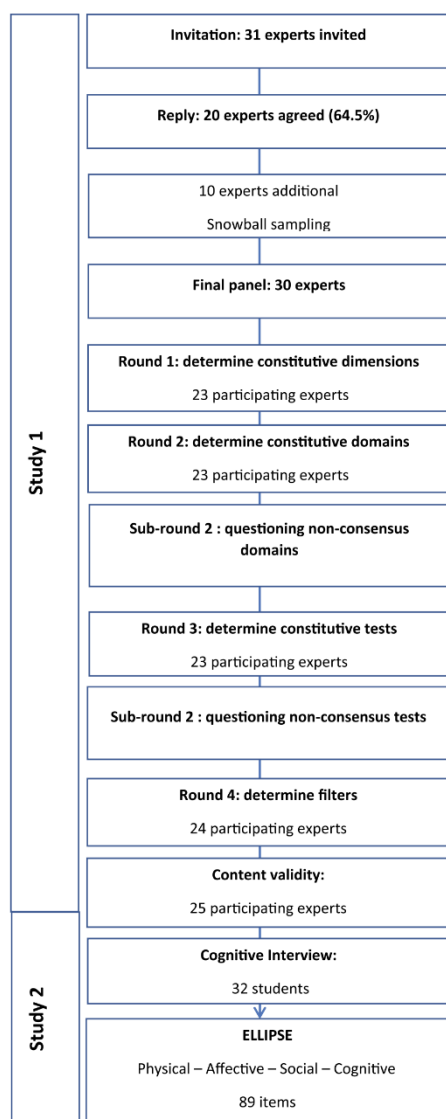 Study 1
Invitation: 31 experts invited
Reply: 20 experts agreed (64.5%)
10 experts additional
Snowball sampling
Final panel: 30 experts
Round 1: determine constitutive dimensions
23 participating experts
Round 2: determine constitutive domains
23 participating experts
Sub-round 2 : questioning non-consensus
domains
Round 3: determine constitutive tests
23 participating experts
Sub-round 2 : questioning non-consensus tests
Round 4: determine filters
24 participating experts
Content validity:
25 participating experts
Study 2
Cognitive Interview:
32 students
ELLIPSE
Physical – Affective – Social – Cognitive
89 items